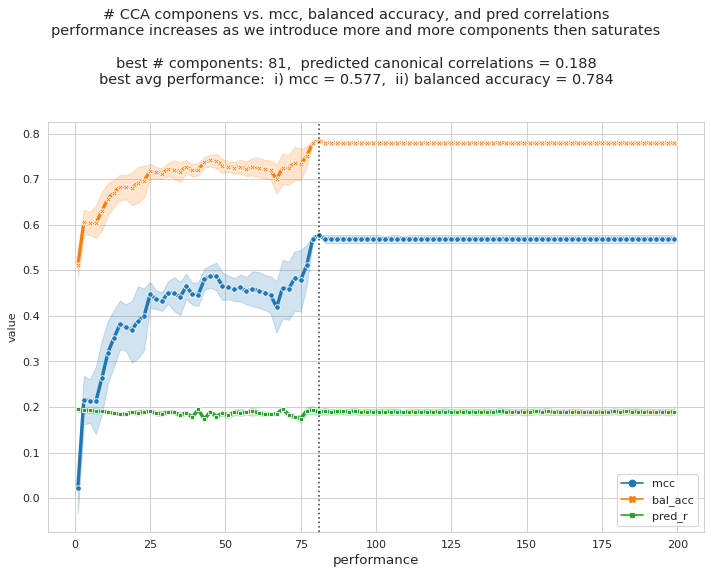 # CCA componens vs. mcc, balanced accuracy, and pred correlations
performance increases as we introduce more and more components then saturates
best # components: 81,  predicted canonical correlations = 0.188
best avg performance:  i) mcc = 0.577,  ii) balanced accuracy = 0.784
0.8
0.7
0.6
0.5
0.4
0.3
0.2
0.1
0.0
value
0 25 50 75 100 125 150 175 200
performance
mcc
bal_acc
pred_r